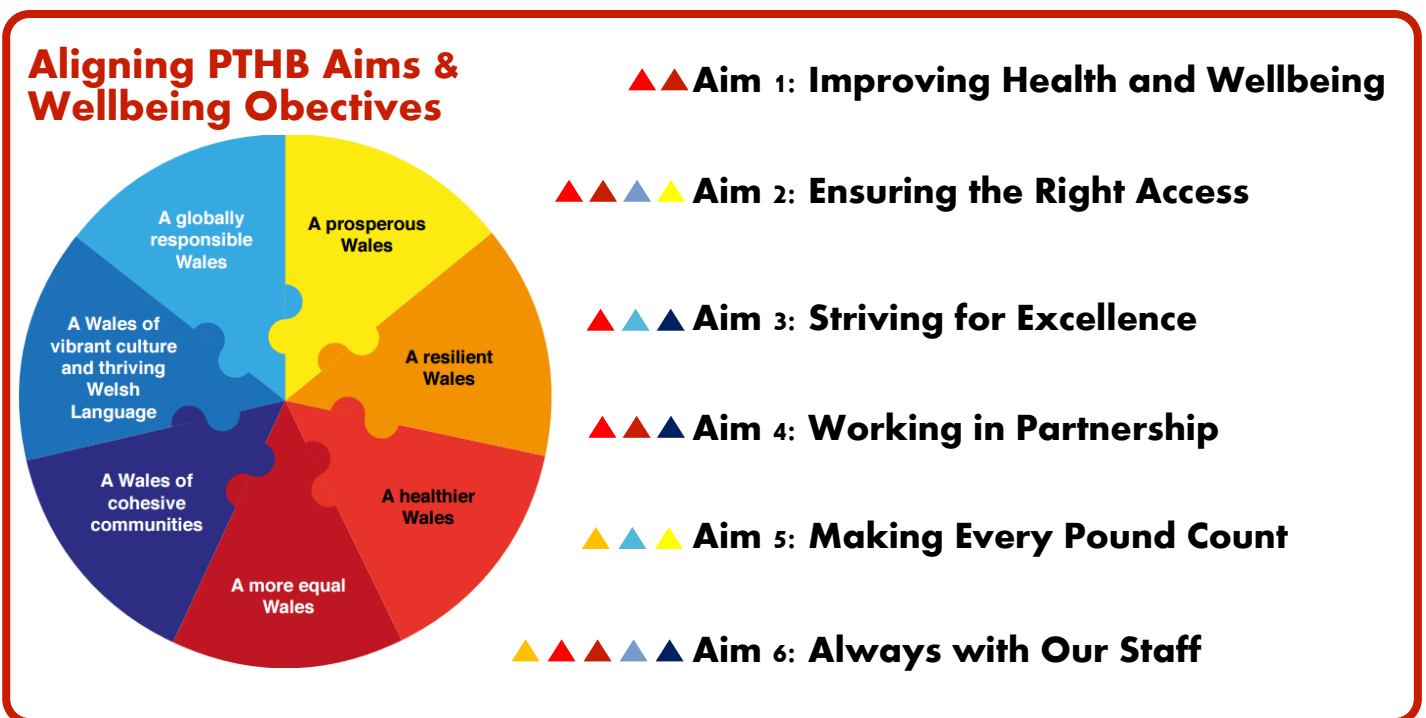 Aligning PTHB Aims &
Wellbeing Obectives
A globally
responsible
Wales
A prosperous
Wales
A Wales of
vibrant culture
and thriving
Welsh
Language
A resilient
Wales
A Wales of
cohesive
communities
A healthier
Wales
A more equal
Wales
Aim 1: Improving Health and Wellbeing
Aim 2: Ensuring the Right Access
Aim 3: Striving for Excellence
Aim 4: Working in Partnership
Aim 5: Making Every Pound Count
Aim 6: Always with Our Staff